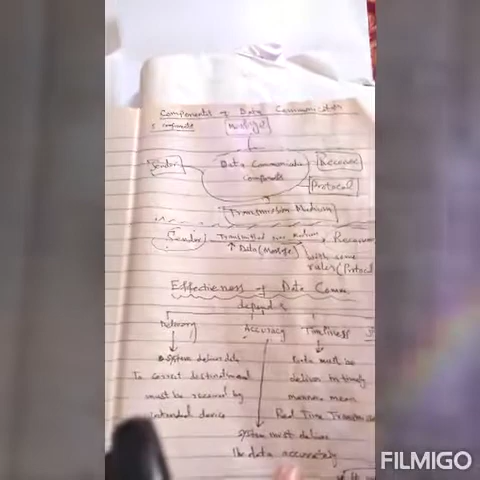 Components of Data Communication
5 components
Message
Sender
Data Communication
components
Receiver
Protocol
Transmission Medium
Sender
Transmitted over Medium
Receiver
↑ Data (Message)
with some
rules (Protocol
Effectiveness of Data Comm
depends
Delivery
Accuracy
Timeliness
System deliver data
To correct destination
must be received by
intended device
Data must be
deliver in timely
manner mean
Real Time Transmission
System must deliver
the data accurately
FILMIGO